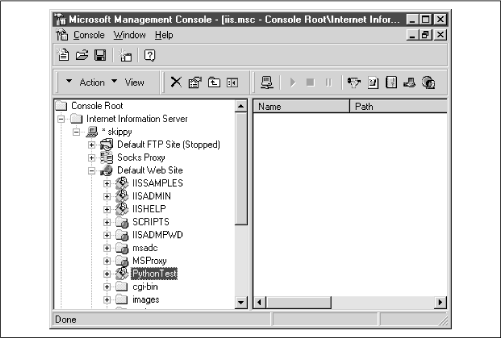 Microsoft Management Console - [iis.msc - Console Root\Internet Infor...
Console Window Help
Action View
Console Root
Internet Information Server
* skippy
Default FTP Site (Stopped)
Socks Proxy
Default Web Site
IISSAMPLES
IISADMIN
IISHELP
SCRIPTS
IISADMPWD
msadc
MSProxy
PythonTest
cgi-bin
images
Name Path
Done